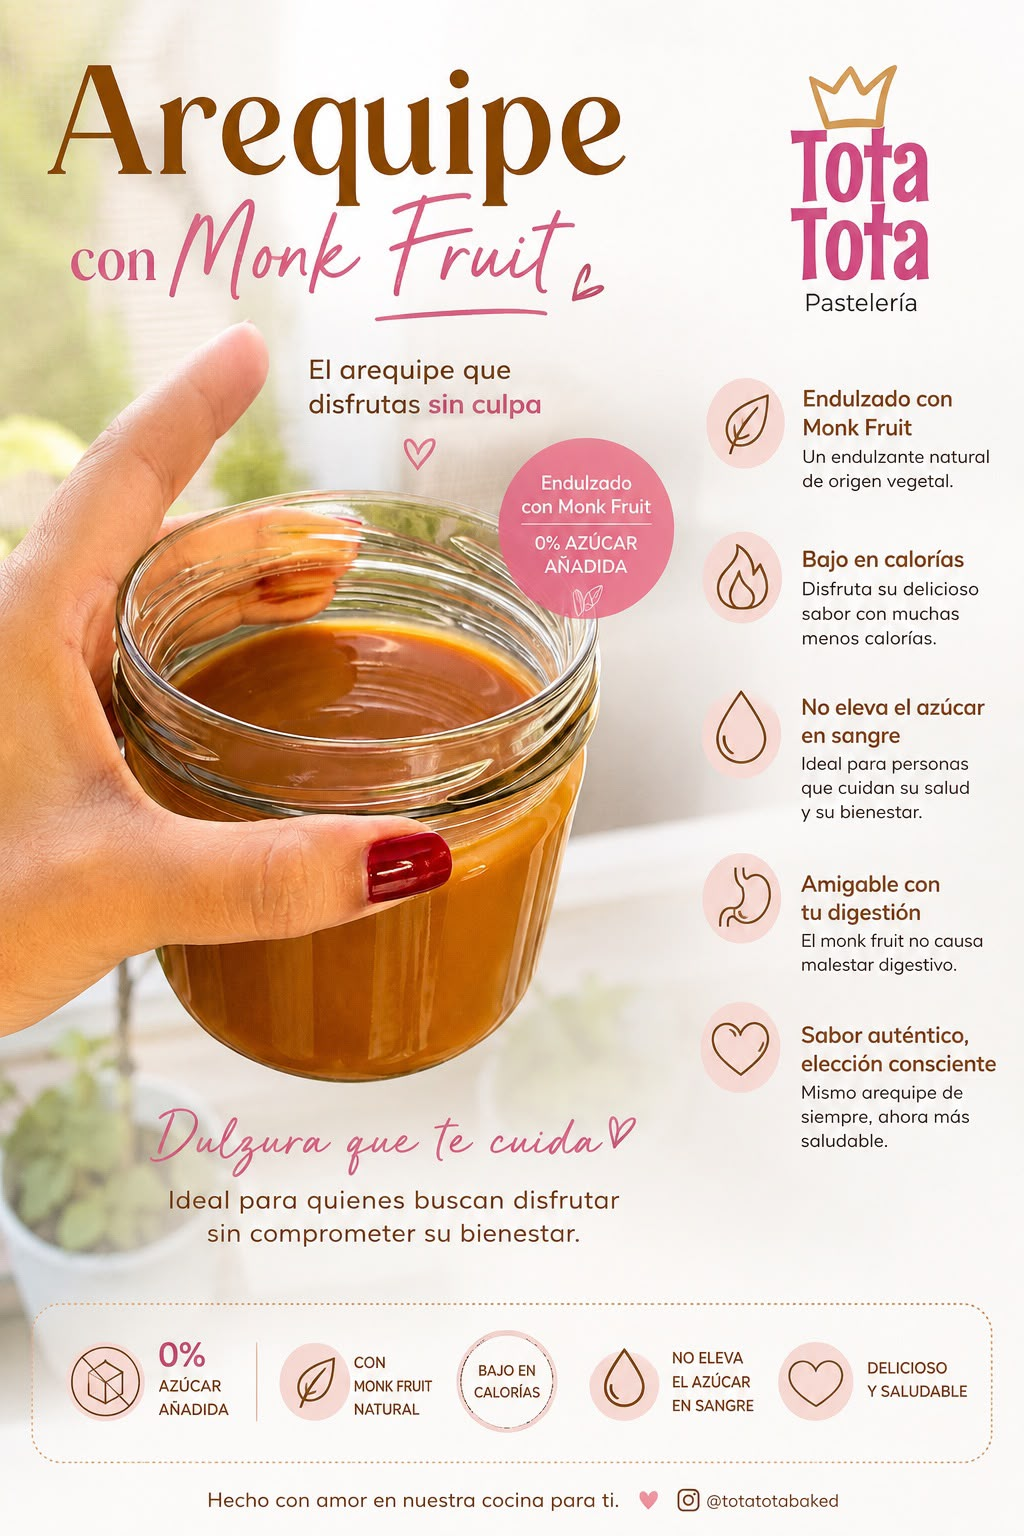 Arequipe
con Monk Fruit
Tota
Tota
Pastelería
El arequipe que
disfrutas sin culpa
Endulzado
con Monk Fruit
0% AZÚCAR
AÑADIDA
Endulzado con
Monk Fruit
Un endulzante natural
de origen vegetal.
Bajo en calorías
Disfruta su delicioso
sabor con muchas
menos calorías.
No eleva el azúcar
en sangre
Ideal para personas
que cuidan su salud
y su bienestar.
Amigable con
tu digestión
El monk fruit no causa
malestar digestivo.
Sabor auténtico,
elección consciente
Mismo arequipe de
siempre, ahora más
saludable.
Dulzura que te cuida
Ideal para quienes buscan disfrutar
sin comprometer su bienestar.
0%
AZÚCAR
AÑADIDA
CON
MONK FRUIT
NATURAL
BAJO EN
CALORÍAS
NO ELEVA
EL AZÚCAR
EN SANGRE
DELICIOSO
Y SALUDABLE
Hecho con amor en nuestra cocina para ti.
@totatotabaked